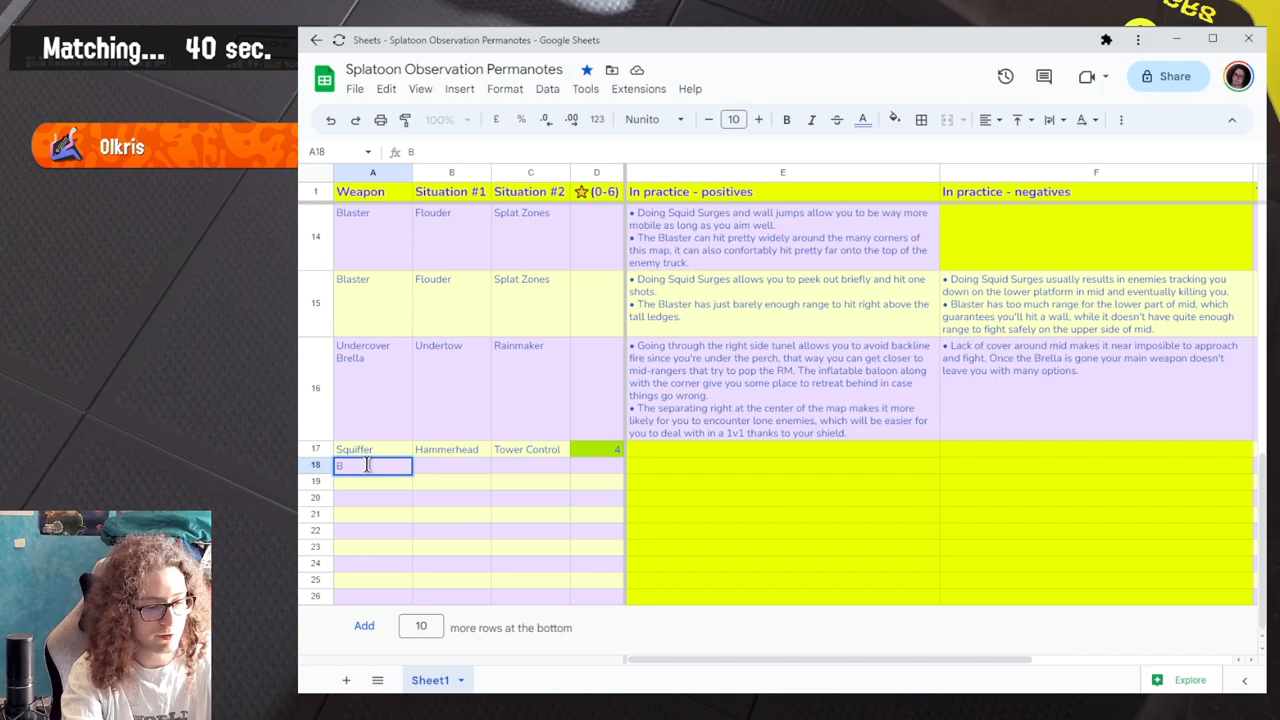 Matching... 40 sec.
Olkris
Sheets - Splatoon Observation Permanotes - Google Sheets
Splatoon Observation Permanotes
File Edit View Insert Format Data Tools Extensions Help
Share
100% £ % .0 .00 123 Nunito 10 B I S A
A18 fx B
A B C D E F
1 Weapon Situation #1 Situation #2 (0-6) In practice - positives In practice - negatives
14 Blaster Flouder Splat Zones
• Doing Squid Surges and wall jumps allow you to be way more
mobile as long as you aim well.
• The Blaster can hit pretty widely around the many corners of
this map, it can also confortably hit pretty far onto the top of the
enemy truck.
15 Blaster Flouder Splat Zones
• Doing Squid Surges allows you to peek out briefly and hit one
shots.
• The Blaster has just barely enough range to hit right above the
tall ledges.
• Doing Squid Surges usually results in enemies tracking you
down on the lower platform in mid and eventually killing you.
• Blaster has too much range for the lower part of mid, which
guarantees you'll hit a wall, while it doesn't have quite enough
range to fight safely on the upper side of mid.
16 Undercover Brella Undertow Rainmaker
• Going through the right side tunel allows you to avoid backline
fire since you're under the perch, that way you can get closer to
mid-rangers that try to pop the RM. The inflatable baloon along
with the corner give you some place to retreat behind in case
things go wrong.
• The separating right at the center of the map makes it more
likely for you to encounter lone enemies, which will be easier for
you to deal with in a 1v1 thanks to your shield.
• Lack of cover around mid makes it near imposible to approach
and fight. Once the Brella is gone your main weapon doesn't
leave you with many options.
17 Squiffer Hammerhead Tower Control 4
18 B
19
20
21
22
23
24
25
26
Add 10 more rows at the bottom
Sheet1
Explore